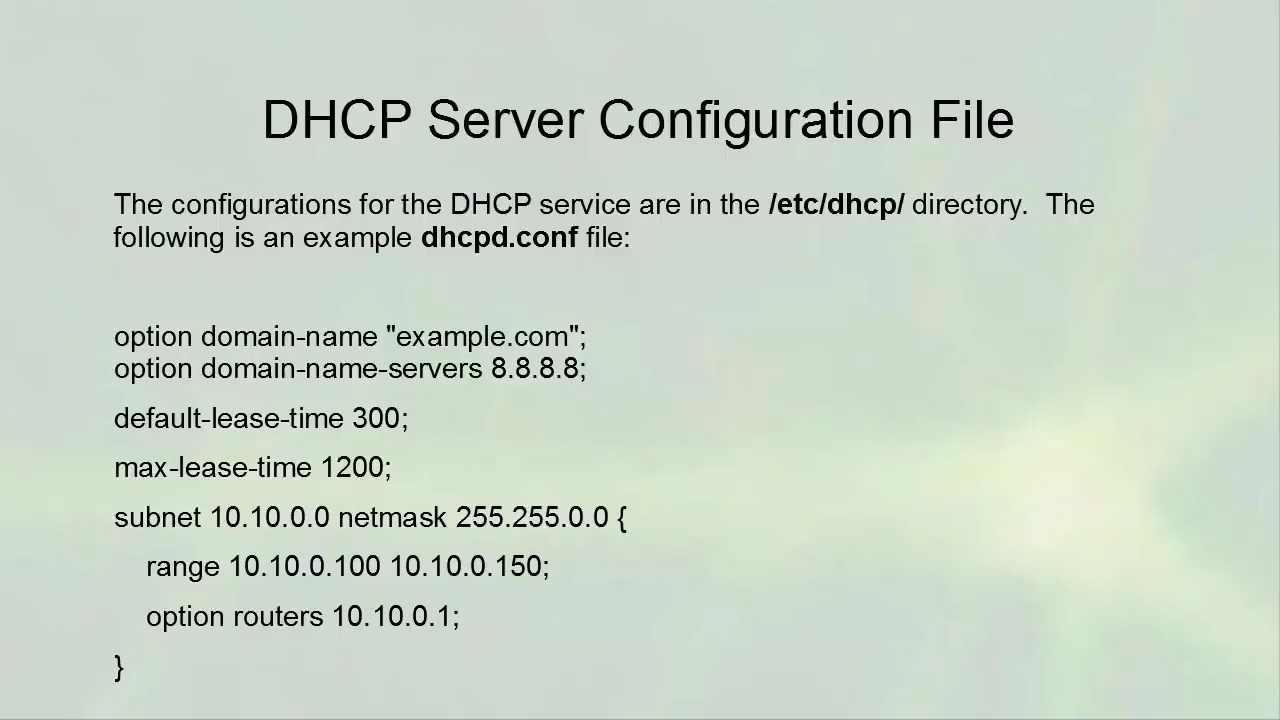 DHCP Server Configuration File
The configurations for the DHCP service are in the /etc/dhcp/ directory.  The
following is an example dhcpd.conf file:
option domain-name "example.com";
option domain-name-servers 8.8.8.8;
default-lease-time 300;
max-lease-time 1200;
subnet 10.10.0.0 netmask 255.255.0.0 {
range 10.10.0.100 10.10.0.150;
option routers 10.10.0.1;
}